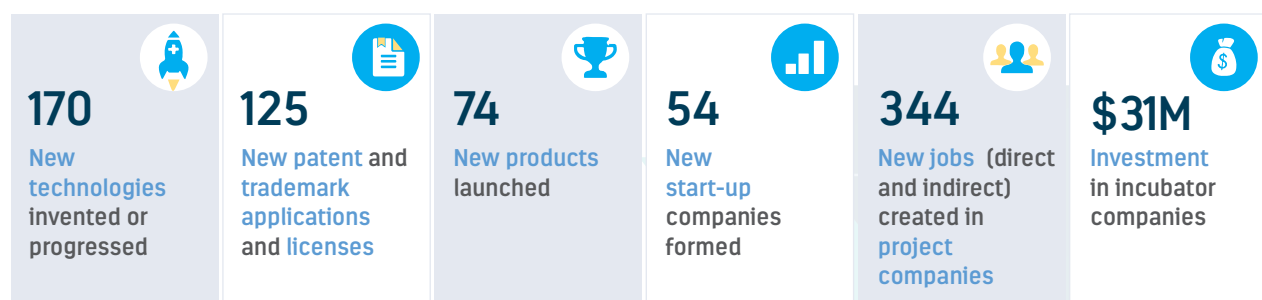 170
New
technologies
invented or
progressed
125
New patent and
trademark
applications
and licenses
74
New products
launched
54
New
start-up
companies
formed
344
New jobs (direct
and indirect)
created in
project
companies
$
$31M
Investment
in incubator
companies